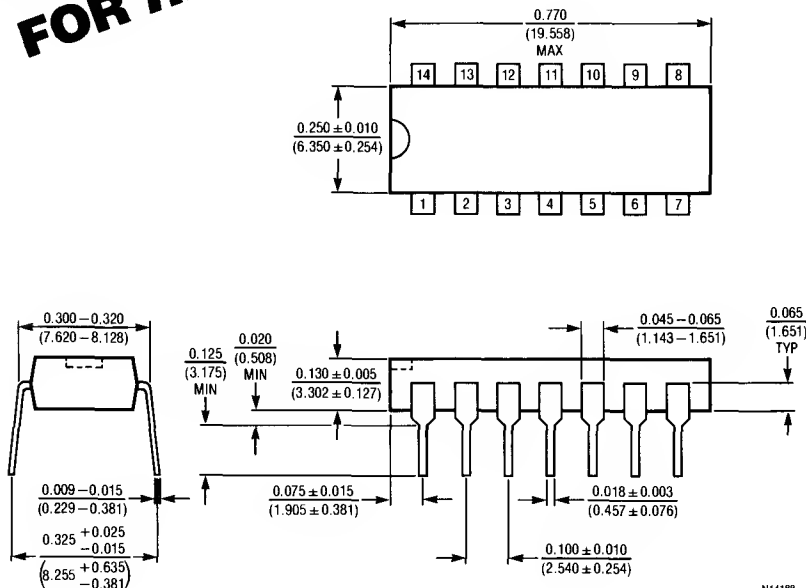 FOR
0.770
(19.558)
MAX
14 13 12 11 10 9 8
0.250 ± 0.010
(6.350 ± 0.254)
1 2 3 4 5 6 7
0.300 – 0.320
(7.620 – 8.128)
0.125
(3.175)
MIN
0.020
(0.508)
MIN
0.130 ± 0.005
(3.302 ± 0.127)
0.045 – 0.065
(1.143 – 1.651)
0.065
(1.651)
TYP
0.009 – 0.015
(0.229 – 0.381)
0.325 +0.025
–0.015
(8.255 +0.635
–0.381)
0.075 ± 0.015
(1.905 ± 0.381)
0.018 ± 0.003
(0.457 ± 0.076)
0.100 ± 0.010
(2.540 ± 0.254)